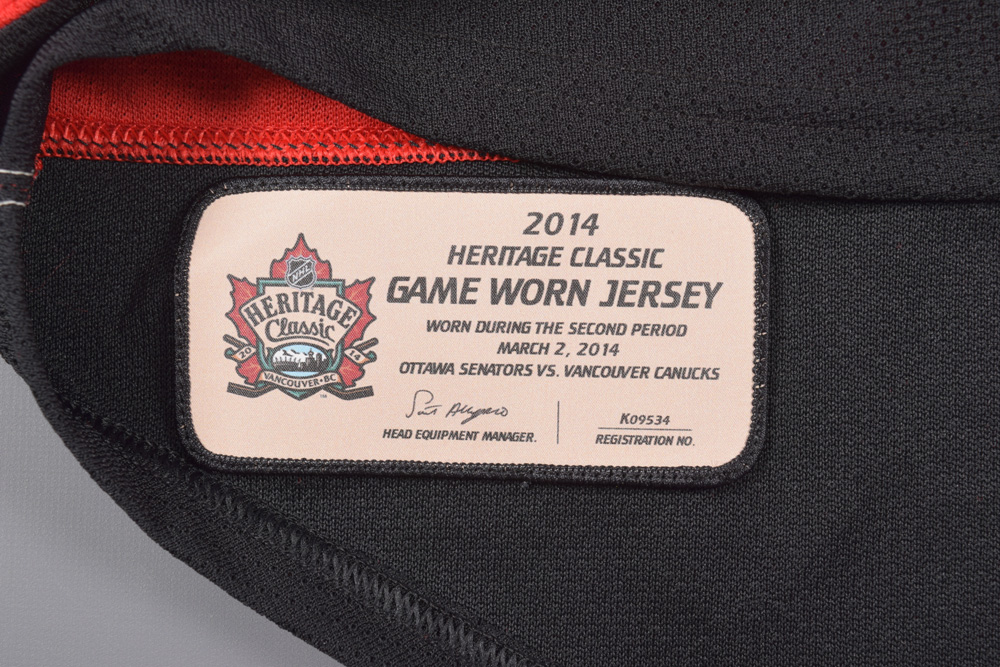 2014
HERITAGE CLASSIC
GAME WORN JERSEY
WORN DURING THE SECOND PERIOD
MARCH 2, 2014
OTTAWA SENATORS VS. VANCOUVER CANUCKS
HEAD EQUIPMENT MANAGER.
K09534
REGISTRATION NO.
NHL
HERITAGE
Classic
20 14
VANCOUVER • BC